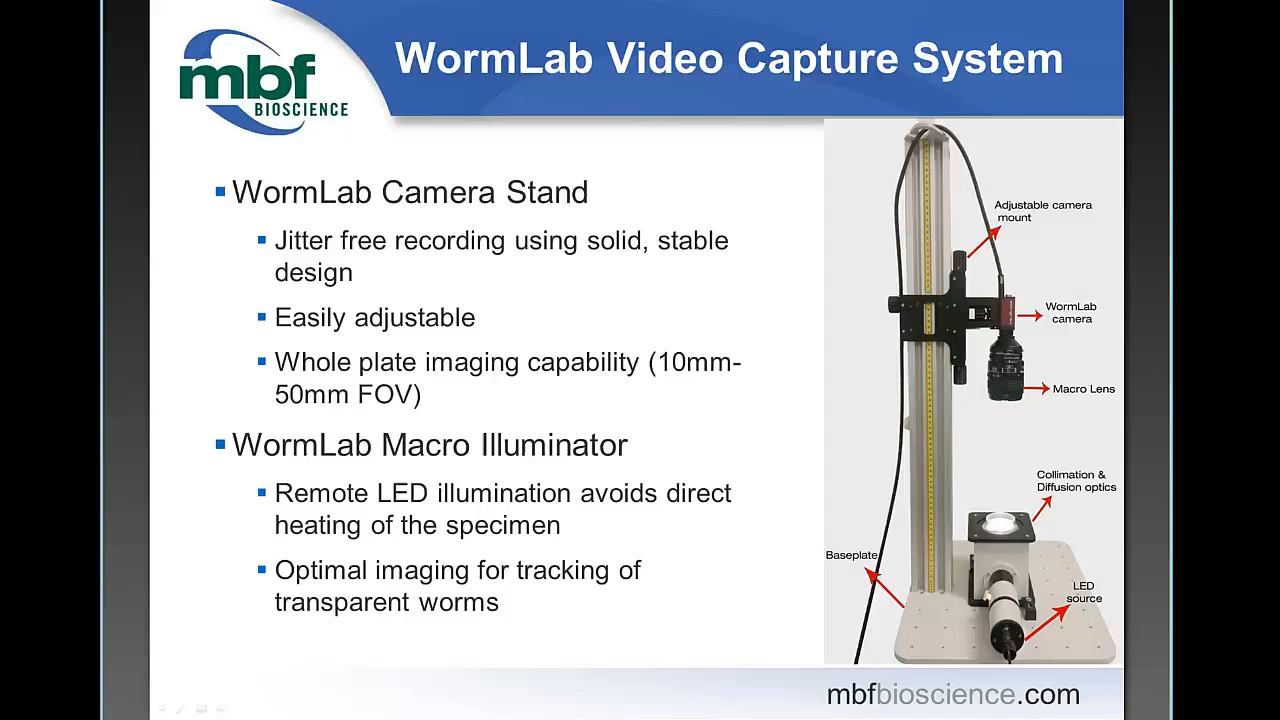 mbf
BIOSCIENCE
WormLab Video Capture System
WormLab Camera Stand
Jitter free recording using solid, stable
design
Easily adjustable
Whole plate imaging capability (10mm-
50mm FOV)
WormLab Macro Illuminator
Remote LED illumination avoids direct
heating of the specimen
Optimal imaging for tracking of
transparent worms
Adjustable camera
mount
WormLab
camera
Macro Lens
Collimation &
Diffusion optics
Baseplate
LED
source
mbfbioscience.com